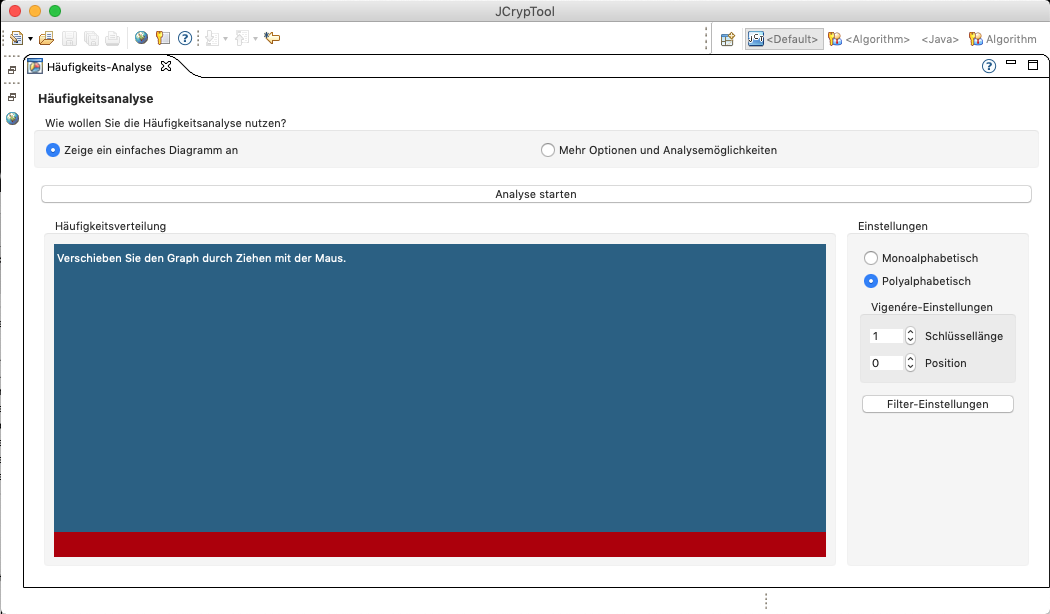 JCrypTool
<Default>
<Algorithm>
<Java>
Algorithm
Häufigkeits-Analyse
Häufigkeitsanalyse
Wie wollen Sie die Häufigkeitsanalyse nutzen?
Zeige ein einfaches Diagramm an
Mehr Optionen und Analysemöglichkeiten
Analyse starten
Häufigkeitsverteilung
Verschieben Sie den Graph durch Ziehen mit der Maus.
Einstellungen
Monoalphabetisch
Polyalphabetisch
Vigenére-Einstellungen
1 Schlüssellänge
0 Position
Filter-Einstellungen